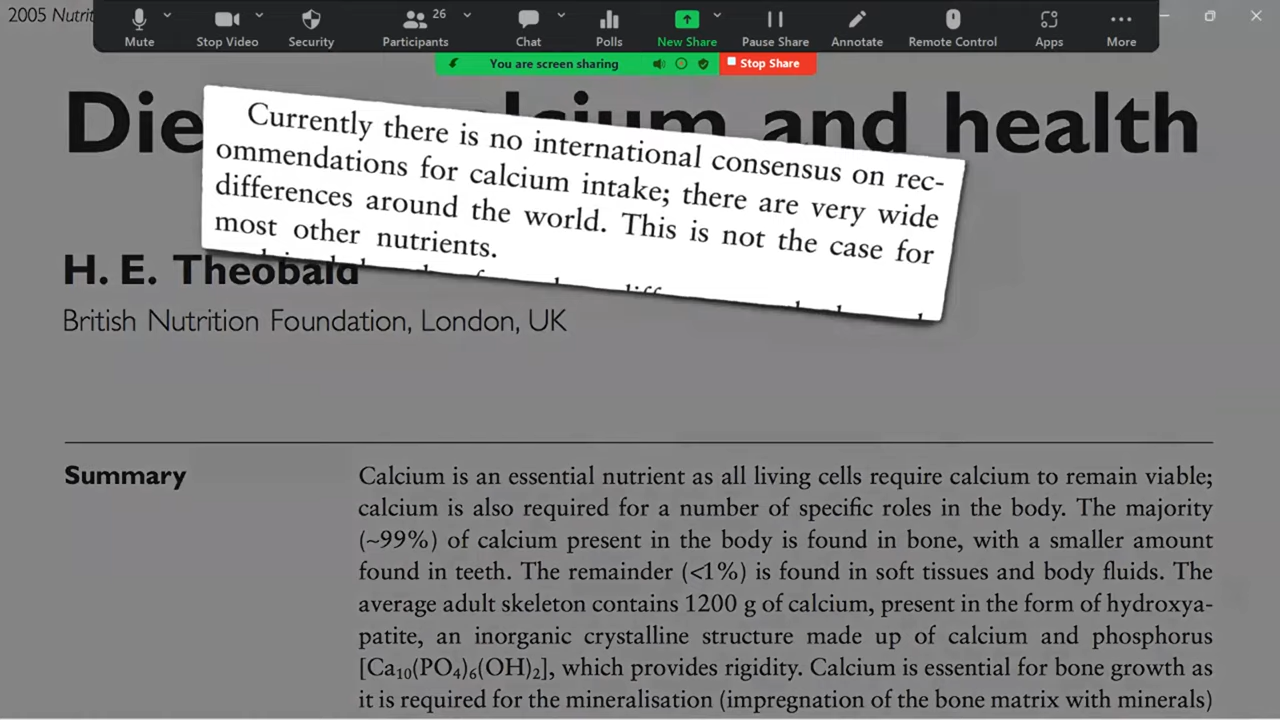 2005 Nutrit
26
Mute
Stop Video
Security
Participants
Chat
Polls
New Share
Pause Share
Annotate
Remote Control
Apps
More
You are screen sharing
Stop Share
and health
Currently there is no international consensus on rec-
ommendations for calcium intake; there are very wide
differences around the world. This is not the case for
most other nutrients.
H. E. Theobald
British Nutrition Foundation, London, UK
Summary
Calcium is an essential nutrient as all living cells require calcium to remain viable;
calcium is also required for a number of specific roles in the body. The majority
(~99%) of calcium present in the body is found in bone, with a smaller amount
found in teeth. The remainder (<1%) is found in soft tissues and body fluids. The
average adult skeleton contains 1200 g of calcium, present in the form of hydroxya-
patite, an inorganic crystalline structure made up of calcium and phosphorus
[Ca₁₀(PO₄)₆(OH)₂], which provides rigidity. Calcium is essential for bone growth as
it is required for the mineralisation (impregnation of the bone matrix with minerals)